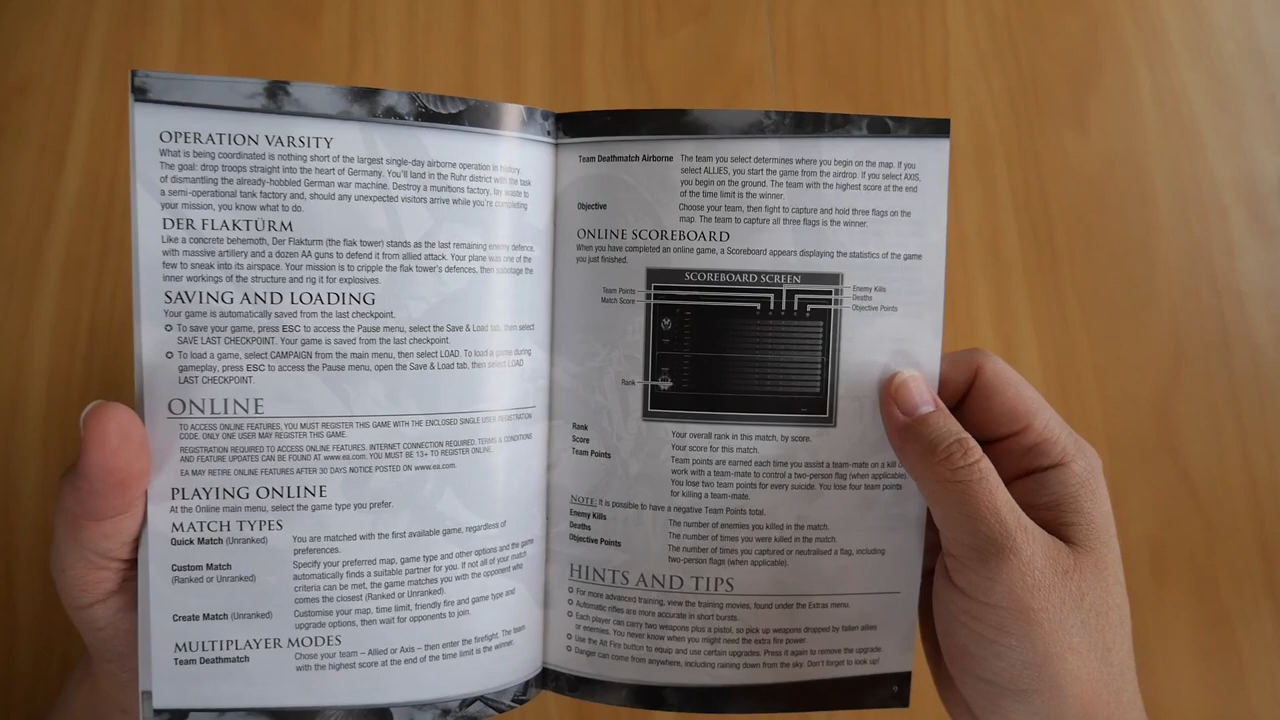 OPERATION VARSITY
What is being coordinated is nothing short of the largest single-day airborne operation in history.
The goal: drop troops straight into the heart of Germany. You'll land in the Ruhr district with the task
of dismantling the already-hobbled German war machine. Destroy a munitions factory, lay waste to
a semi-operational tank factory and, should any unexpected visitors arrive while you're completing
your mission, you know what to do.
DER FLAKTÜRM
Like a concrete behemoth, Der Flakturm (the flak tower) stands as the last remaining enemy defence,
with massive artillery and a dozen AA guns to defend it from allied attack. Your plane was one of the
few to sneak into its airspace. Your mission is to cripple the flak tower's defences, then sabotage the
inner workings of the structure and rig it for explosives.
SAVING AND LOADING
Your game is automatically saved from the last checkpoint.
To save your game, press ESC to access the Pause menu, select the Save & Load tab, then select
SAVE LAST CHECKPOINT. Your game is saved from the last checkpoint.
To load a game, select CAMPAIGN from the main menu, then select LOAD. To load a game during
gameplay, press ESC to access the Pause menu, open the Save & Load tab, then select LOAD
LAST CHECKPOINT.
ONLINE
TO ACCESS ONLINE FEATURES, YOU MUST REGISTER THIS GAME WITH THE ENCLOSED SINGLE USER REGISTRATION
CODE. ONLY ONE USER MAY REGISTER THIS GAME.
REGISTRATION REQUIRED TO ACCESS ONLINE FEATURES. INTERNET CONNECTION REQUIRED. TERMS & CONDITIONS
AND FEATURE UPDATES CAN BE FOUND AT www.ea.com. YOU MUST BE 13+ TO REGISTER ONLINE.
EA MAY RETIRE ONLINE FEATURES AFTER 30 DAYS NOTICE POSTED ON www.ea.com.
PLAYING ONLINE
At the Online main menu, select the game type you prefer.
MATCH TYPES
Quick Match (Unranked) You are matched with the first available game, regardless of
preferences.
Custom Match Specify your preferred map, game type and other options and the game
(Ranked or Unranked) automatically finds a suitable partner for you. If not all of your match
criteria can be met, the game matches you with the opponent who
comes the closest (Ranked or Unranked).
Create Match (Unranked) Customise your map, time limit, friendly fire and game type and
upgrade options, then wait for opponents to join.
MULTIPLAYER MODES
Team Deathmatch Chose your team – Allied or Axis – then enter the firefight. The team
with the highest score at the end of the time limit is the winner.
Team Deathmatch Airborne The team you select determines where you begin on the map. If you
select ALLIES, you start the game from the airdrop. If you select AXIS,
you begin on the ground. The team with the highest score at the end
of the time limit is the winner.
Objective Choose your team, then fight to capture and hold three flags on the
map. The team to capture all three flags is the winner.
ONLINE SCOREBOARD
When you have completed an online game, a Scoreboard appears displaying the statistics of the game
you just finished.
SCOREBOARD SCREEN
Team Points
Match Score
Enemy Kills
Deaths
Objective Points
Rank
Rank Your overall rank in this match, by score.
Score Your score for this match.
Team Points Team points are earned each time you assist a team-mate on a kill or
work with a team-mate to control a two-person flag (when applicable).
You lose two team points for every suicide. You lose four team points
for killing a team-mate.
NOTE: It is possible to have a negative Team Points total.
Enemy Kills The number of enemies you killed in the match.
Deaths The number of times you were killed in the match.
Objective Points The number of times you captured or neutralised a flag, including
two-person flags (when applicable).
HINTS AND TIPS
For more advanced training, view the training movies, found under the Extras menu.
Automatic rifles are more accurate in short bursts.
Each player can carry two weapons plus a pistol, so pick up weapons dropped by fallen allies
or enemies. You never know when you might need the extra fire power.
Use the Alt Fire button to equip and use certain upgrades. Press it again to remove the upgrade.
Danger can come from anywhere, including raining down from the sky. Don't forget to look up!
9